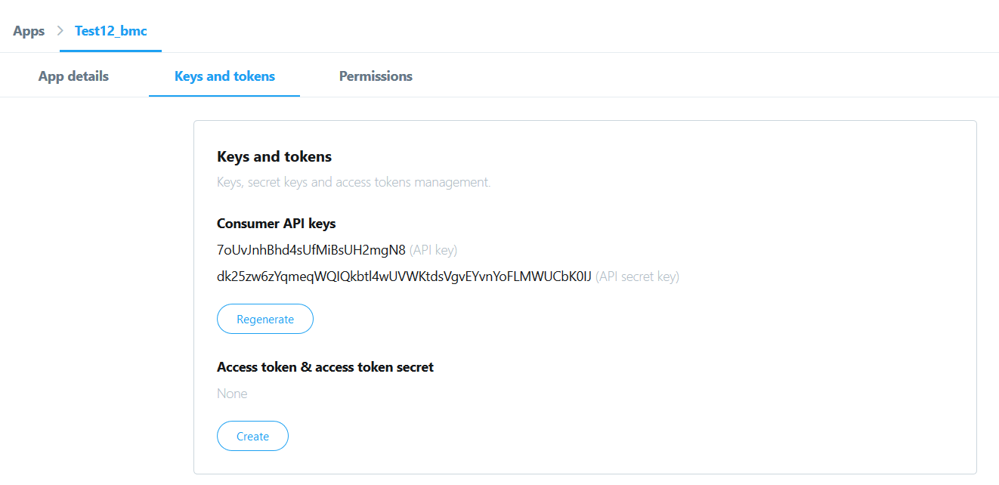 Apps > Test12_bmc
App details Keys and tokens Permissions
Keys and tokens
Keys, secret keys and access tokens management.
Consumer API keys
7oUvJnhBhd4sUfMiBsUH2mgN8 (API key)
dk25zw6zYqmeqWQIQkbtl4wUVWKtdsVgvEYvnYoFLMWUCbK0IJ (API secret key)
Regenerate
Access token & access token secret
None
Create